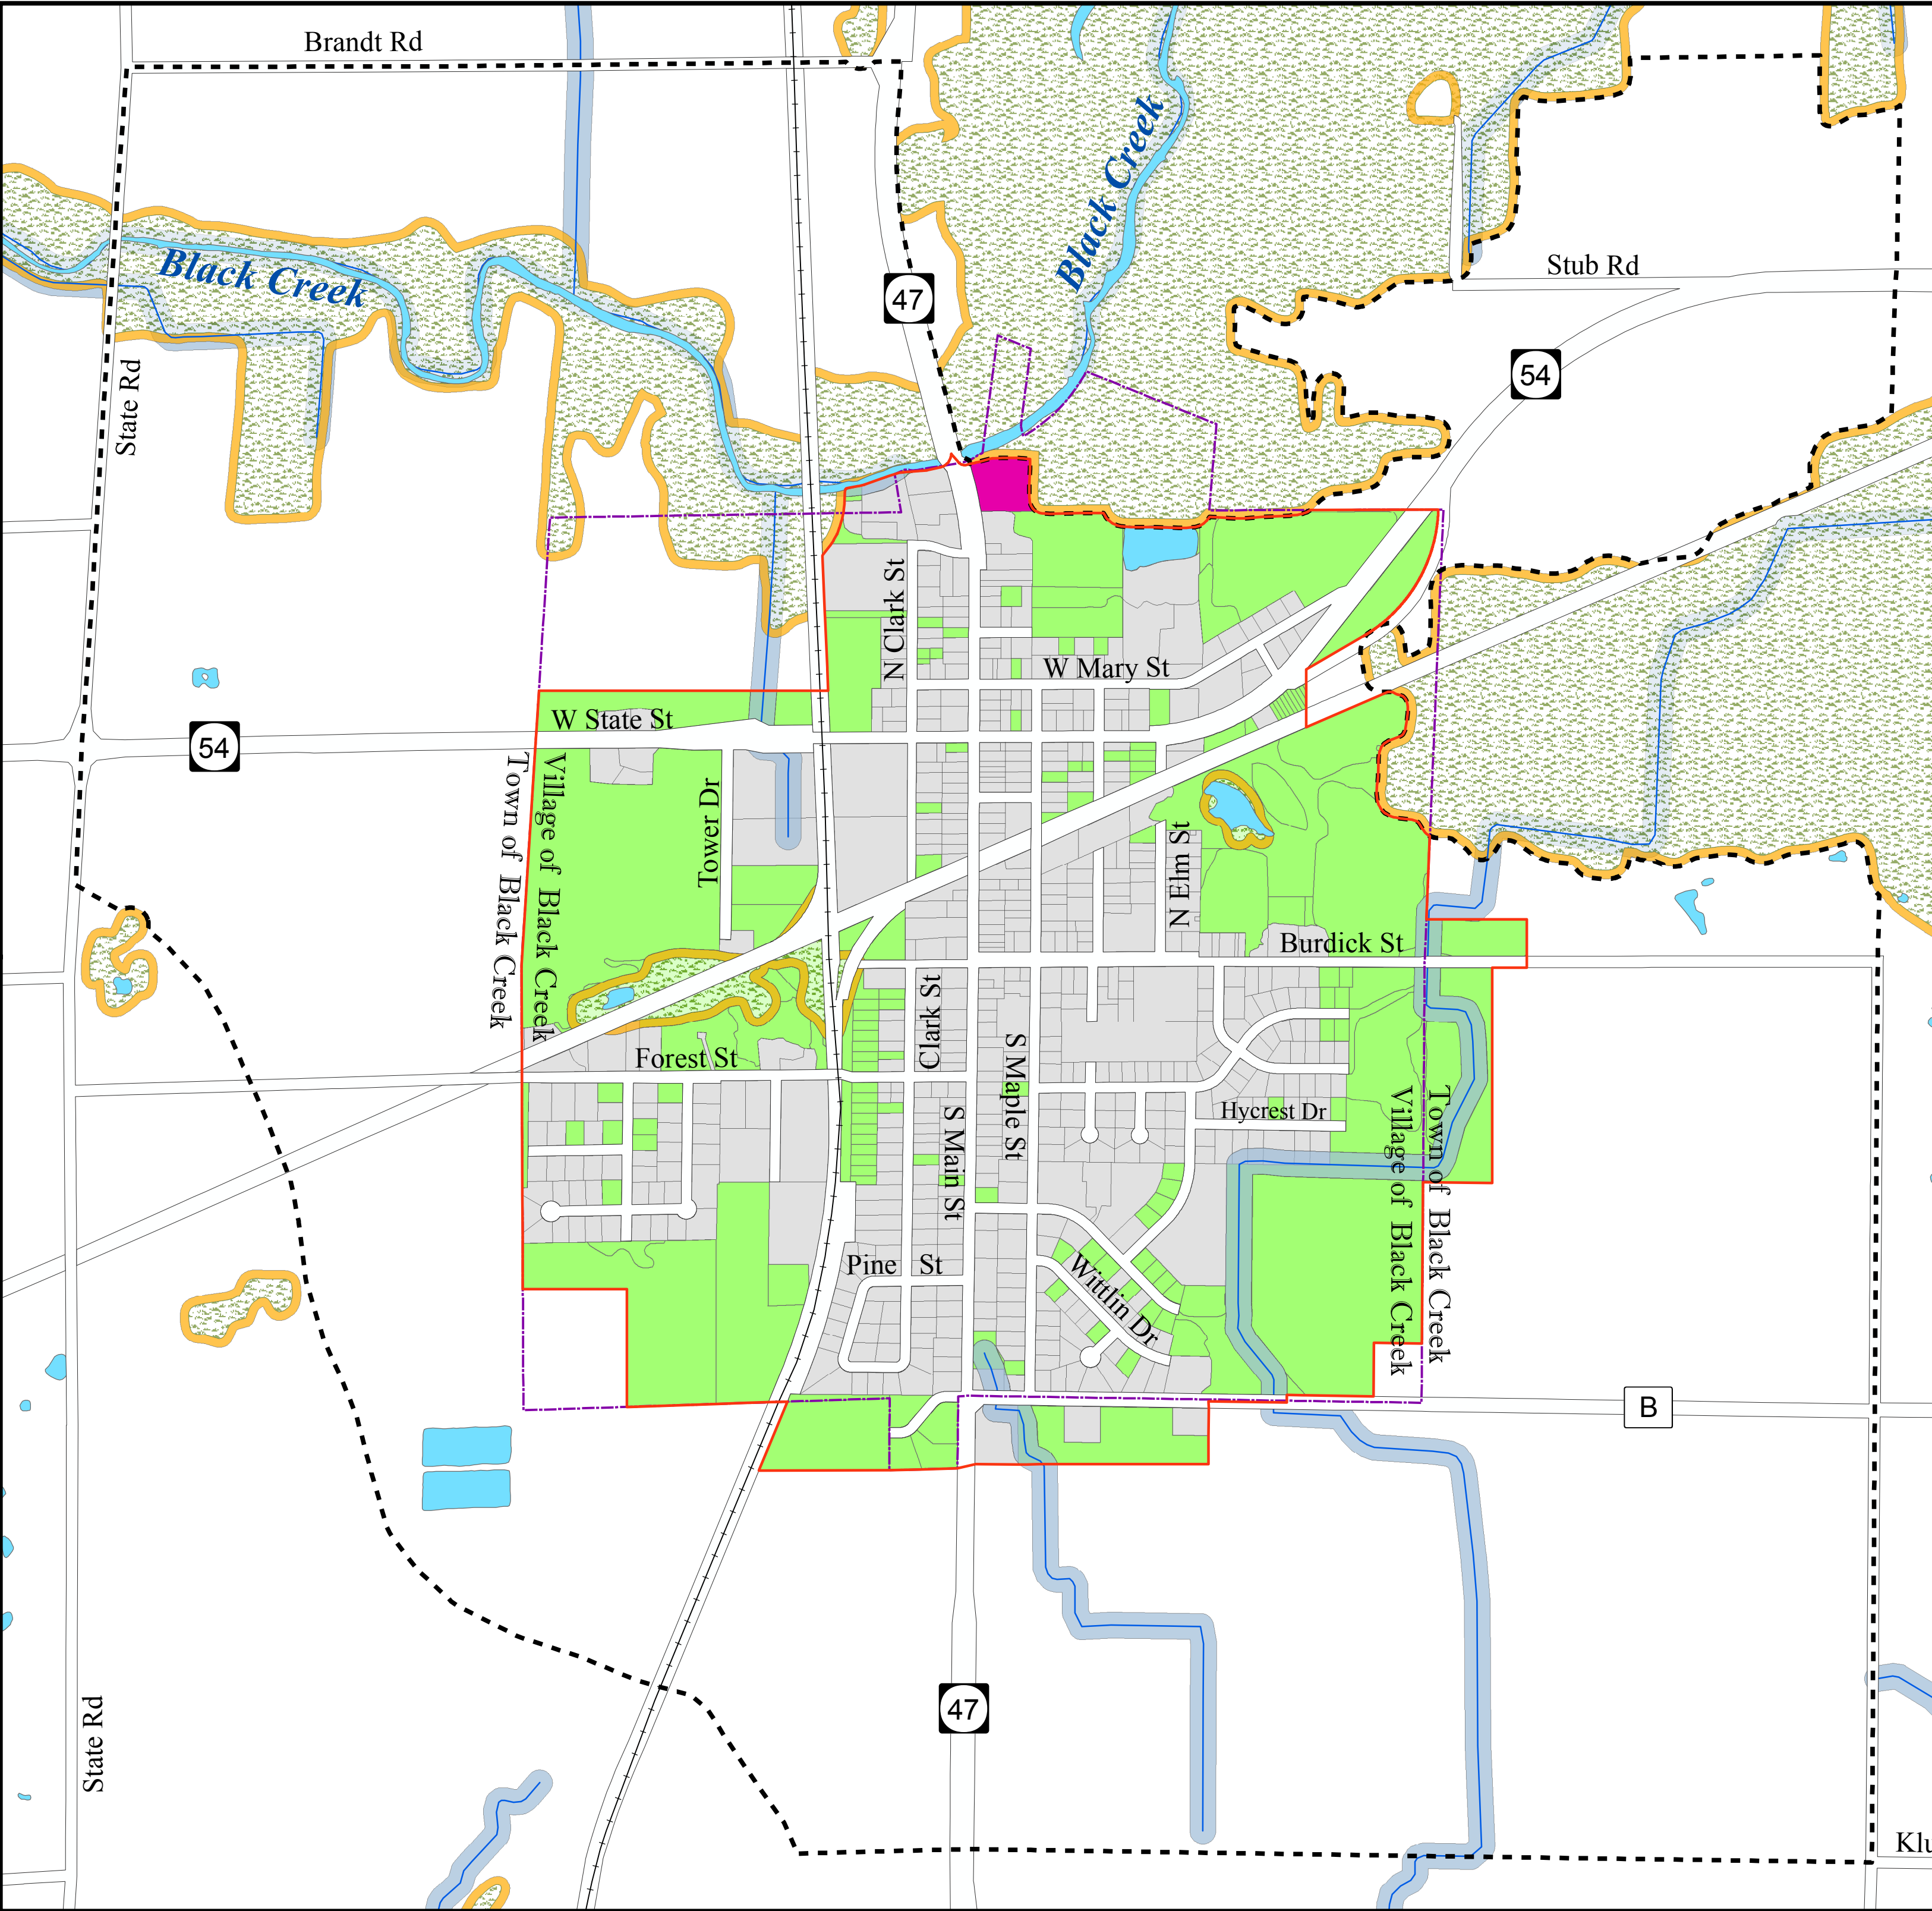 Brandt Rd
Black Creek
Black Creek
47
Stub Rd
State Rd
54
N Clark St
W Mary St
W State St
54
Village of Black Creek
Town of Black Creek
Tower Dr
N Elm St
Burdick St
Clark St
S Maple St
Forest St
Hycrest Dr
S Main St
Town of Black Creek
Village of Black Creek
Pine St
Wittlin Dr
B
State Rd
47